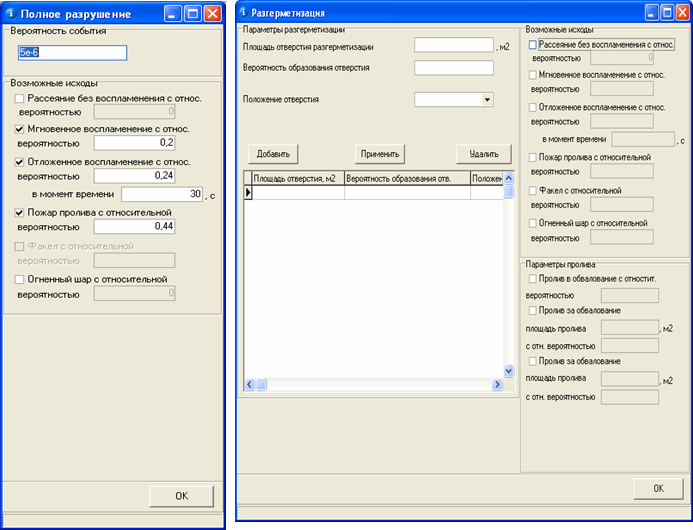 Полное разрушение
Вероятность события
5e-6
Возможные исходы
Рассеяние без воспламенения с относ.
вероятностью 0
Мгновенное воспламенение с относ.
вероятностью 0,2
Отложенное воспламенение с относ.
вероятностью 0,24
в момент времени 30 , с
Пожар пролива с относительной
вероятностью 0,44
Факел с относительной
вероятностью
Огненный шар с относительной
вероятностью 0
OK
Разгерметизация
Параметры разгерметизации
Площадь отверстия разгерметизации , м2
Вероятность образования отверстия
Положение отверстия
Добавить Применить Удалить
Площадь отверстия, м2 Вероятность образования отв. Положен
Возможные исходы
Рассеяние без воспламенения с относ.
вероятностью 0
Мгновенное воспламенение с относ.
вероятностью
Отложенное воспламенение с относ.
вероятностью
в момент времени , с
Пожар пролива с относительной
вероятностью
Факел с относительной
вероятностью
Огненный шар с относительной
вероятностью
Параметры пролива
Пролив в обвалование с отностит.
вероятностью
Пролив за обвалование
площадь пролива , м2
с отн. вероятностью
Пролив за обвалование
площадь пролива , м2
с отн. вероятностью
OK